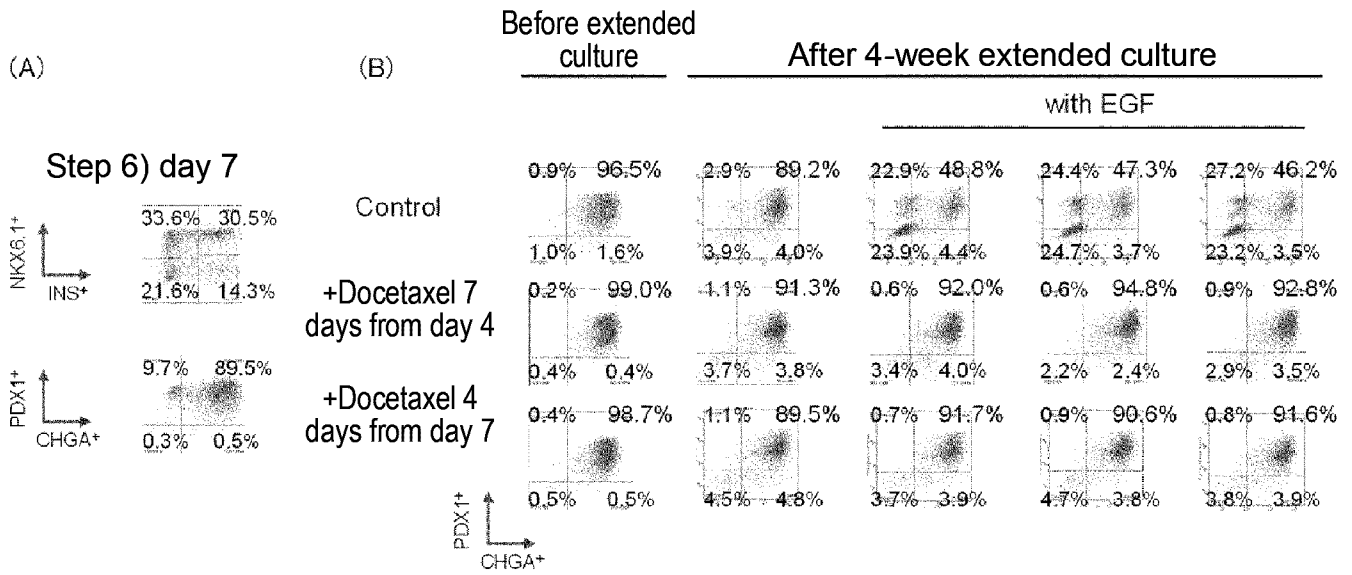 (A)
Step 6) day 7
NKX6.1+
33.6% 30.5%
21.6% 14.3%
INS+
PDX1+
9.7% 89.5%
0.3% 0.5%
CHGA+
(B)
Before extended
culture
After 4-week extended culture
with EGF
Control
0.9% 96.5% 2.9% 89.2% 22.9% 48.8% 24.4% 47.3% 27.2% 46.2%
1.0% 1.6% 3.9% 4.0% 23.9% 4.4% 24.7% 3.7% 23.2% 3.5%
+Docetaxel 7
days from day 4
0.2% 99.0% 1.1% 91.3% 0.6% 92.0% 0.6% 94.8% 0.9% 92.8%
0.4% 0.4% 3.7% 3.8% 3.4% 4.0% 2.2% 2.4% 2.9% 3.5%
+Docetaxel 4
days from day 7
0.4% 98.7% 1.1% 89.5% 0.7% 91.7% 0.9% 90.6% 0.8% 91.6%
0.5% 0.5% 4.5% 4.8% 3.7% 3.9% 4.7% 3.8% 3.8% 3.9%
PDX1+
CHGA+